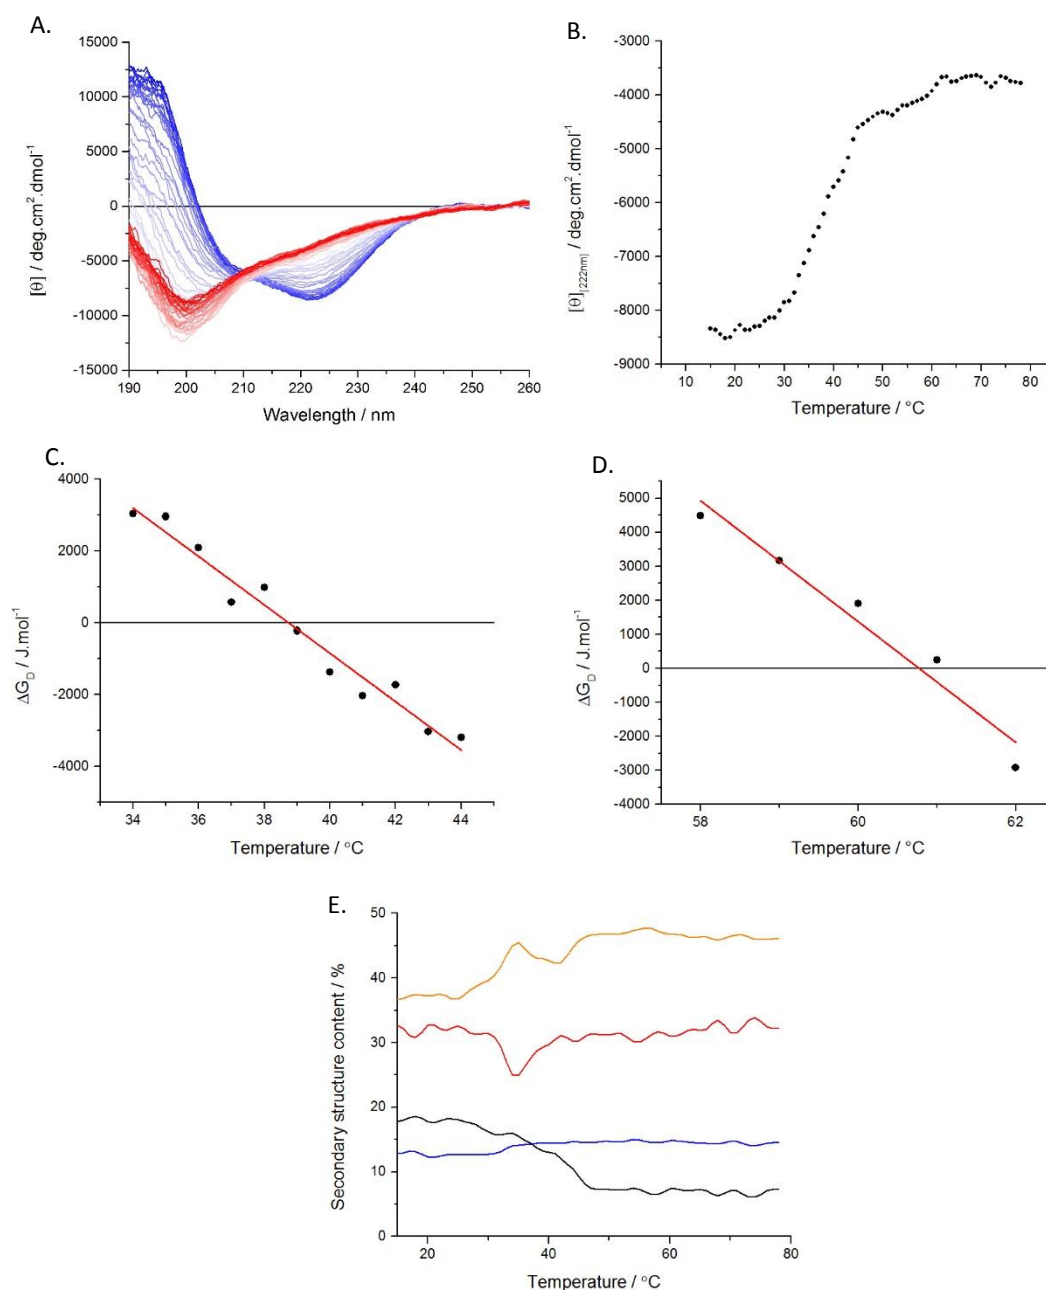 A.
15000
10000
5000
0
-5000
-10000
-15000
[θ] / deg.cm².dmol⁻¹
190 200 210 220 230 240 250 260
Wavelength / nm
B.
-3000
-4000
-5000
-6000
-7000
-8000
-9000
[θ][222nm] / deg.cm².dmol⁻¹
10 20 30 40 50 60 70 80
Temperature / °C
C.
4000
2000
0
-2000
-4000
ΔG_D / J.mol⁻¹
34 36 38 40 42 44
Temperature / °C
D.
5000
4000
3000
2000
1000
0
-1000
-2000
-3000
-4000
ΔG_D / J.mol⁻¹
58 60 62
Temperature / °C
E.
50
40
30
20
10
0
Secondary structure content / %
20 40 60 80
Temperature / °C